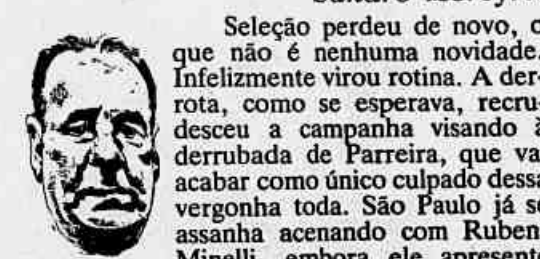 Seleção perdeu de novo, o
que não é nenhuma novidade.
Infelizmente virou rotina. A der-
rota, como se esperava, recru-
desceu a campanha visando à
derrubada de Parreira, que vai
acabar como único culpado dessa
vergonha toda. São Paulo já se
assanha acenando com Rubens
Minelli, embora ele apresente